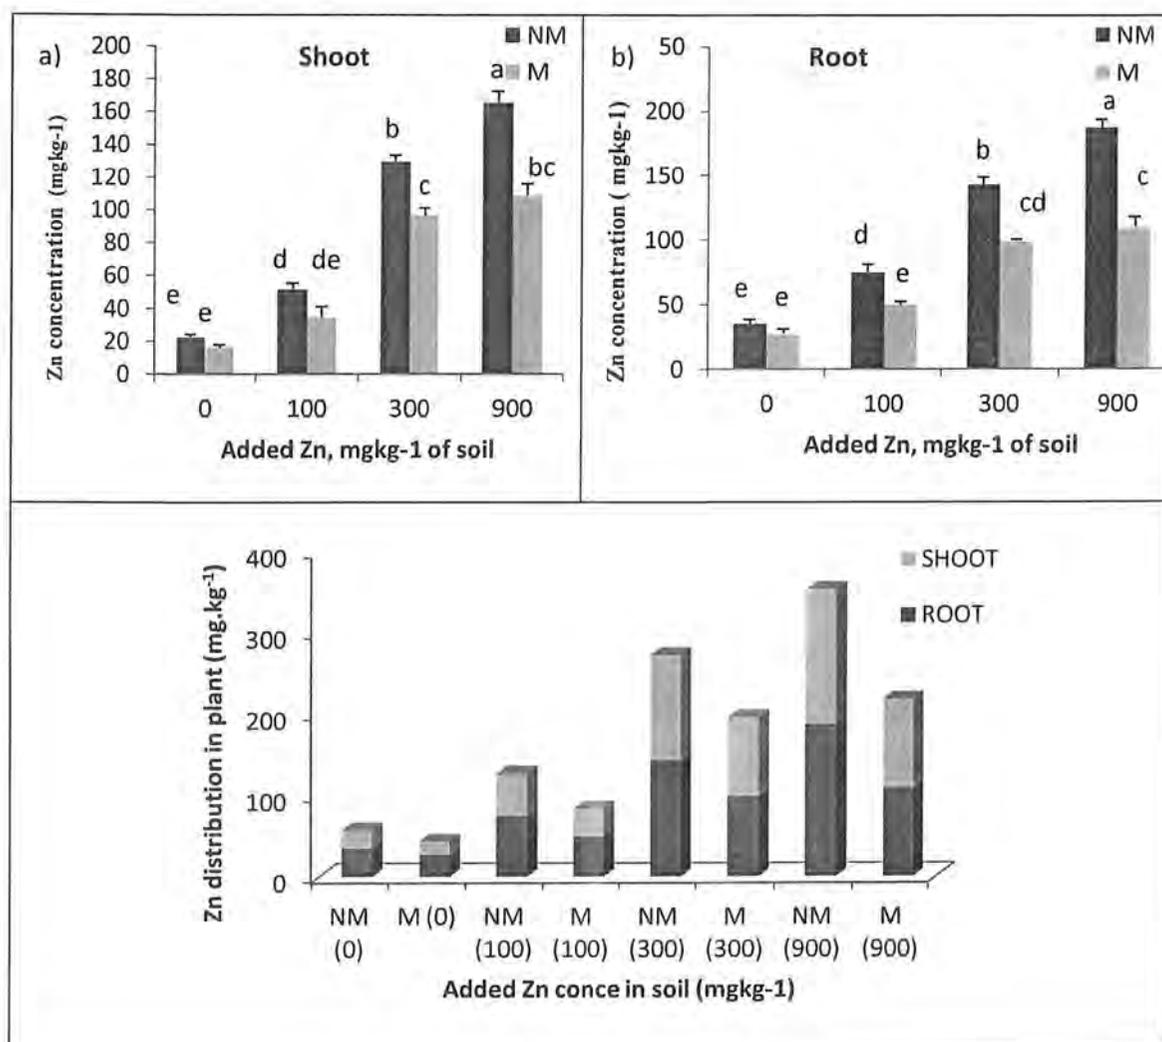 a)
Shoot
NM
M
200
180
160
140
120
100
80
60
40
20
0
Zn concentration (mgkg-1)
e
e
d
de
b
c
a
bc
0 100 300 900
Added Zn, mgkg-1 of soil
b)
Root
NM
M
50
200
150
100
50
0
Zn concentration ( mgkg-1)
e
e
d
e
b
cd
a
c
0 100 300 900
Added Zn, mgkg-1 of soil
400
300
200
100
0
Zn distribution in plant (mg.kg-1)
SHOOT
ROOT
NM M (0) NM M NM M NM M
(0) (100) (100) (300) (300) (900) (900)
Added Zn conce in soil (mgkg-1)